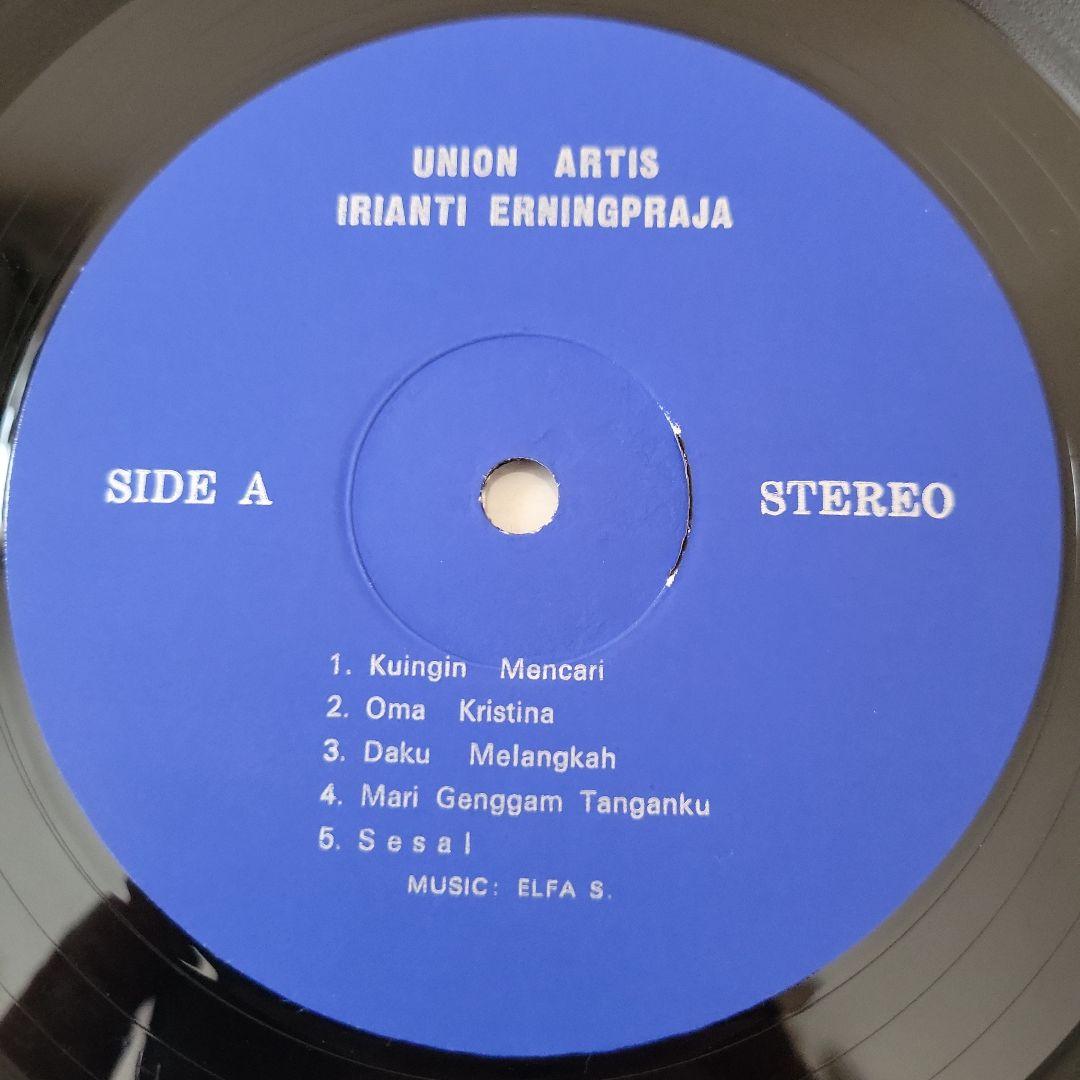 UNION ARTIS
IRIANTI ERNINGPRAJA
SIDE A
STEREO
1. Kuingin Mencari
2. Oma Kristina
3. Daku Melangkah
4. Mari Genggam Tanganku
5. Sesal
MUSIC: ELFA S.